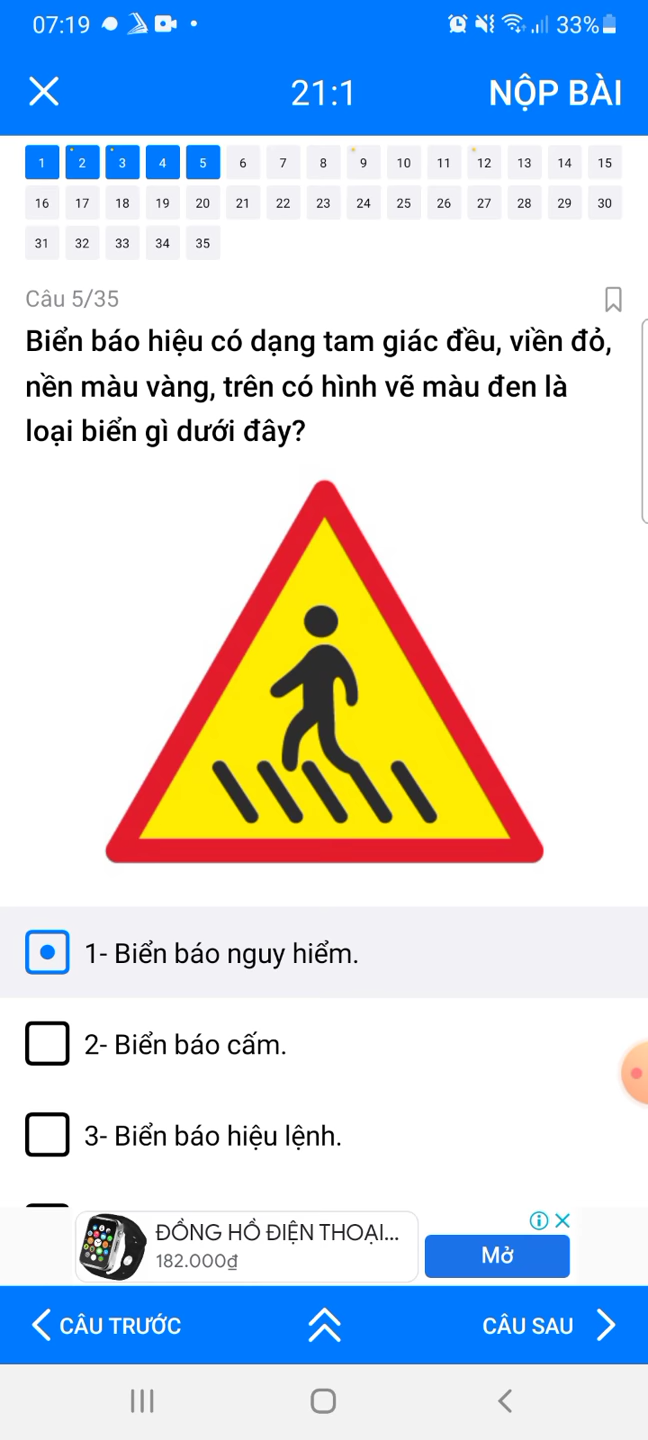 07:19
33%
21:1
NỘP BÀI
1 2 3 4 5 6 7 8 9 10 11 12 13 14 15
16 17 18 19 20 21 22 23 24 25 26 27 28 29 30
31 32 33 34 35
Câu 5/35
Biển báo hiệu có dạng tam giác đều, viền đỏ,
nền màu vàng, trên có hình vẽ màu đen là
loại biển gì dưới đây?
1- Biển báo nguy hiểm.
2- Biển báo cấm.
3- Biển báo hiệu lệnh.
ĐỒNG HỒ ĐIỆN THOẠI...
182.000₫
Mở
CÂU TRƯỚC
CÂU SAU